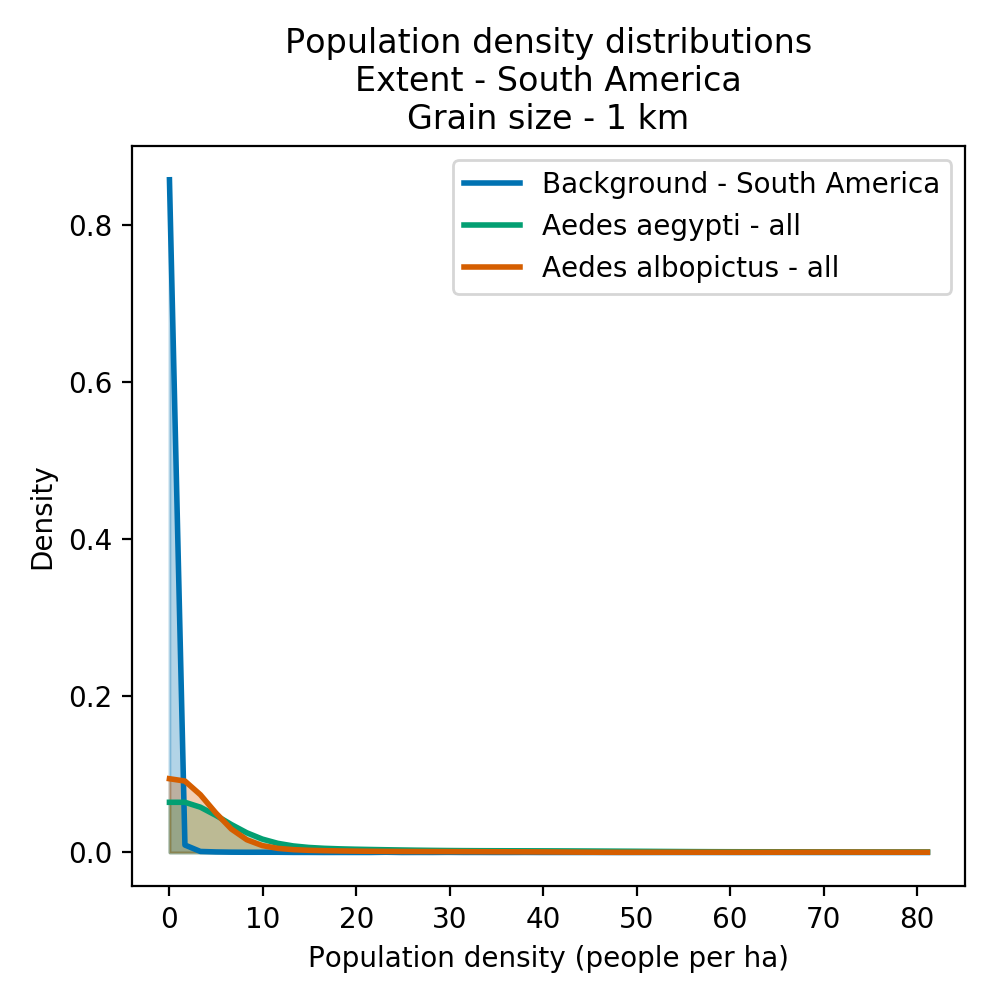 Population density distributions
Extent - South America
Grain size - 1 km
Background - South America
Aedes aegypti - all
Aedes albopictus - all
Density
0.8
0.6
0.4
0.2
0.0
0 10 20 30 40 50 60 70 80
Population density (people per ha)